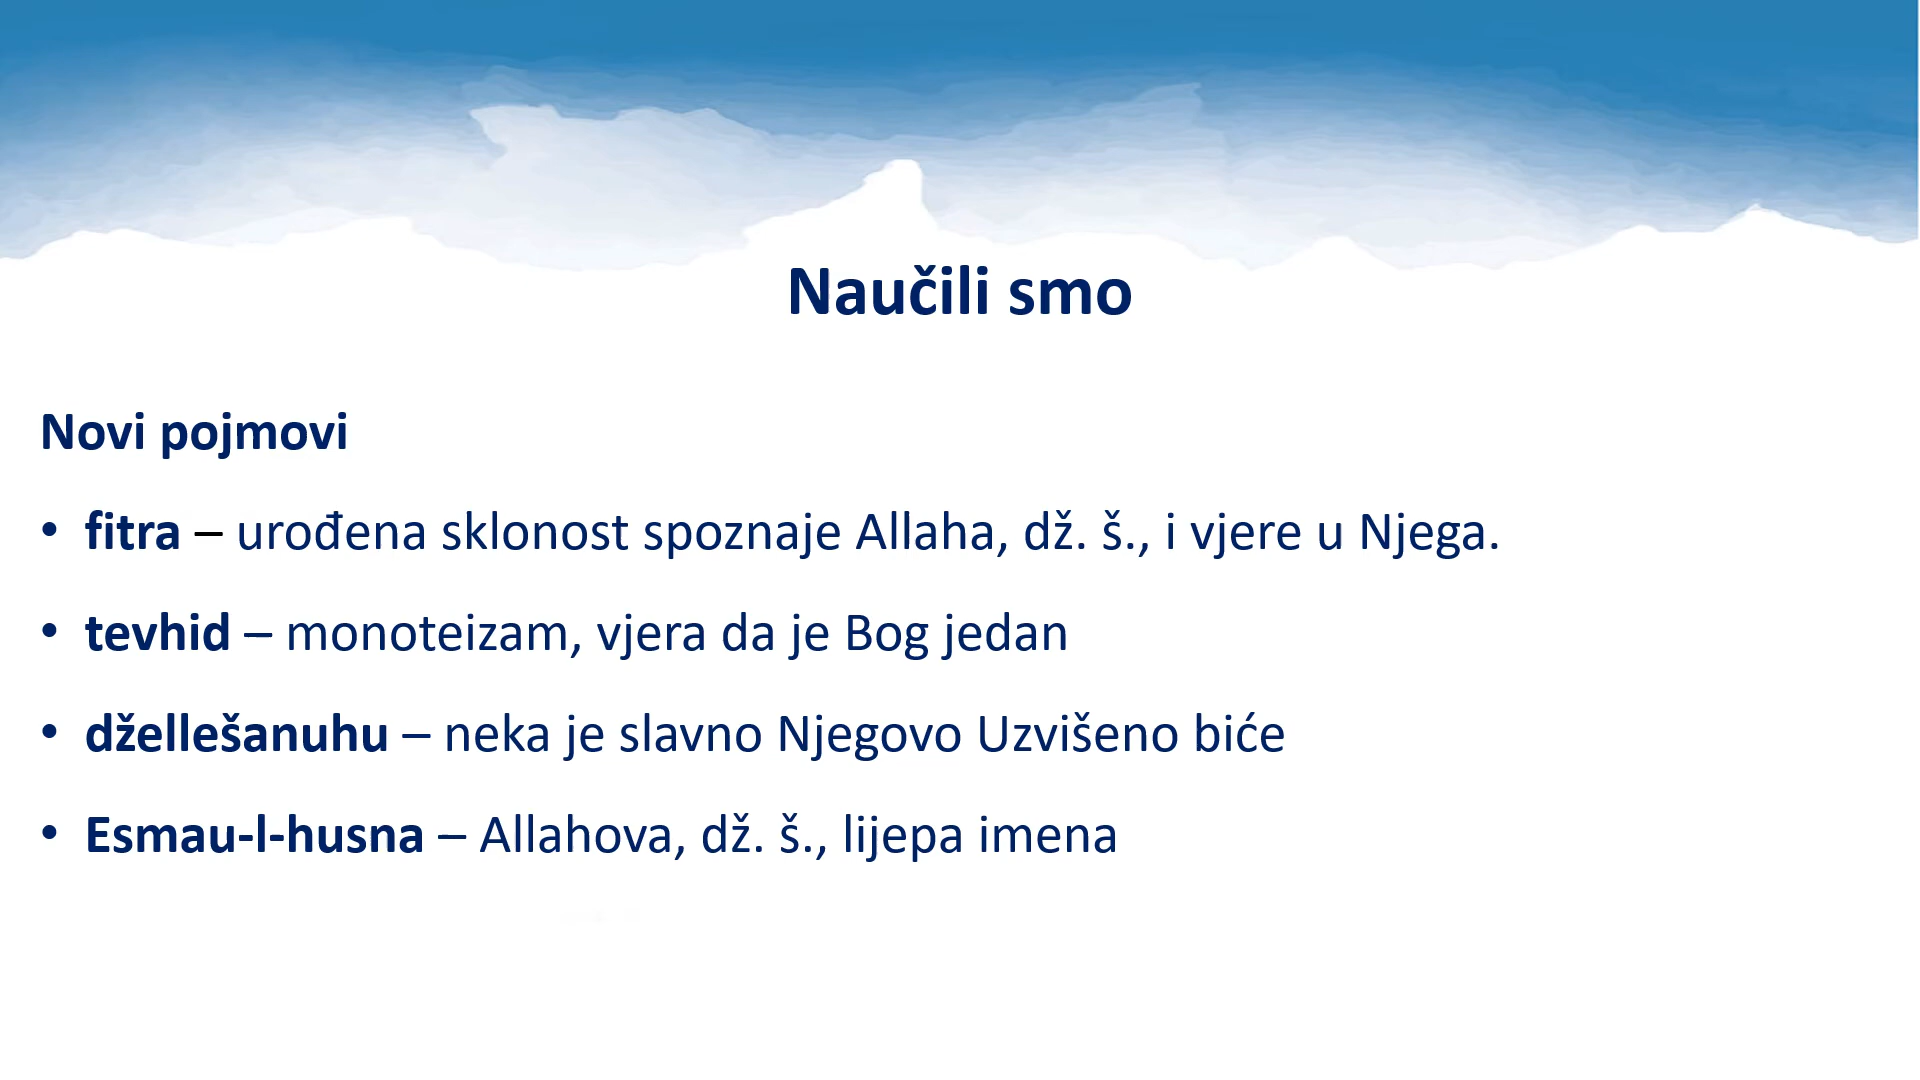 Naučili smo
Novi pojmovi
• fitra – urođena sklonost spoznaje Allaha, dž. š., i vjere u Njega.
• tevhid – monoteizam, vjera da je Bog jedan
• džellešanuhu – neka je slavno Njegovo Uzvišeno biće
• Esmau-l-husna – Allahova, dž. š., lijepa imena